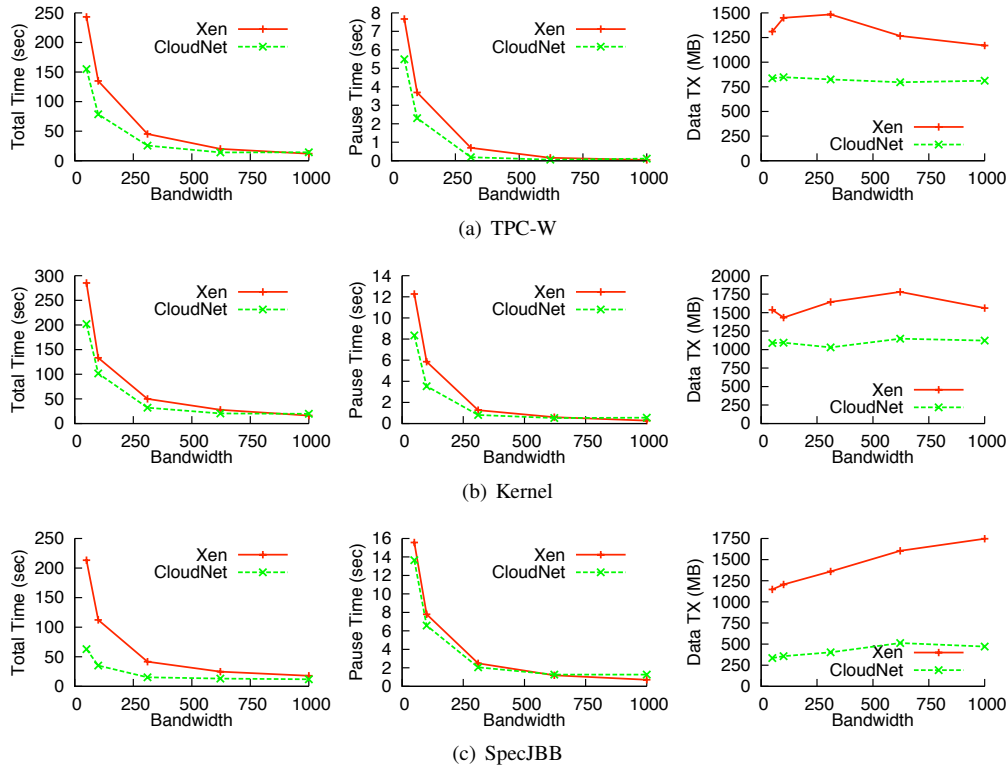 Total Time (sec)
250
200
150
100
50
0
0 250 500 750 1000
Bandwidth
Xen
CloudNet
Pause Time (sec)
8
7
6
5
4
3
2
1
0
0 250 500 750 1000
Bandwidth
Xen
CloudNet
Data TX (MB)
1500
1250
1000
750
500
250
0
0 250 500 750 1000
Bandwidth
Xen
CloudNet
(a) TPC-W
Total Time (sec)
300
250
200
150
100
50
0
0 250 500 750 1000
Bandwidth
Xen
CloudNet
Pause Time (sec)
14
12
10
8
6
4
2
0
0 250 500 750 1000
Bandwidth
Xen
CloudNet
Data TX (MB)
2000
1750
1500
1250
1000
750
500
250
0
0 250 500 750 1000
Bandwidth
Xen
CloudNet
(b) Kernel
Total Time (sec)
250
200
150
100
50
0
0 250 500 750 1000
Bandwidth
Xen
CloudNet
Pause Time (sec)
16
14
12
10
8
6
4
2
0
0 250 500 750 1000
Bandwidth
Xen
CloudNet
Data TX (MB)
1750
1500
1250
1000
750
500
250
0
0 250 500 750 1000
Bandwidth
Xen
CloudNet
(c) SpecJBB